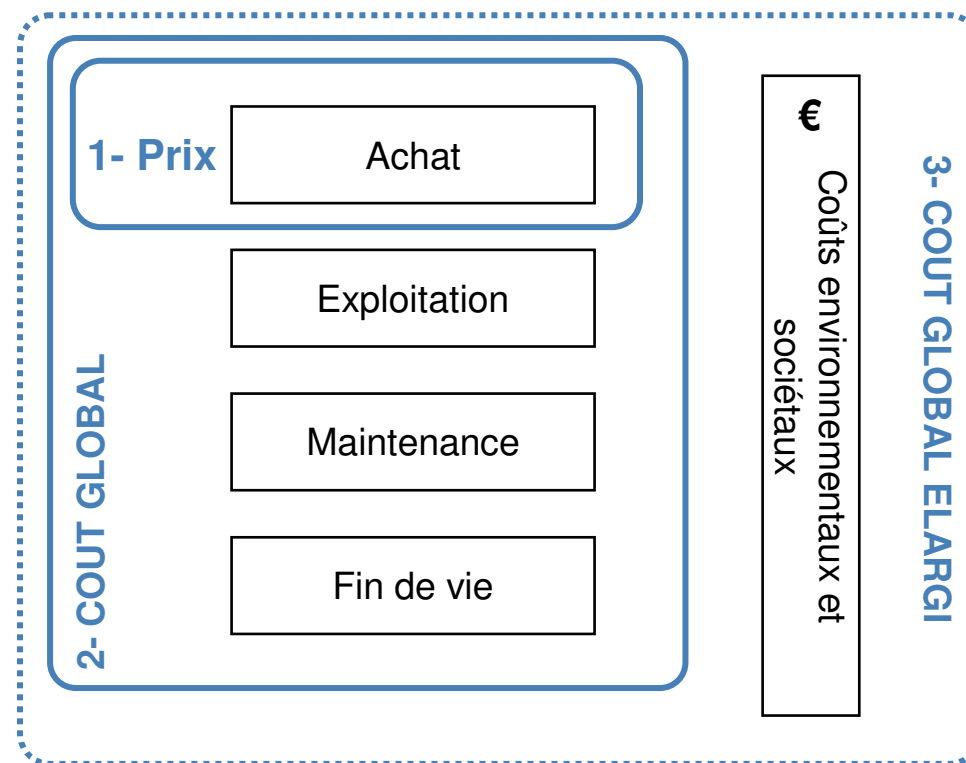 1- Prix
Achat
Exploitation
Maintenance
Fin de vie
2- COUT GLOBAL
€
Coûts environnementaux et
sociétaux
3- COUT GLOBAL ELARGI